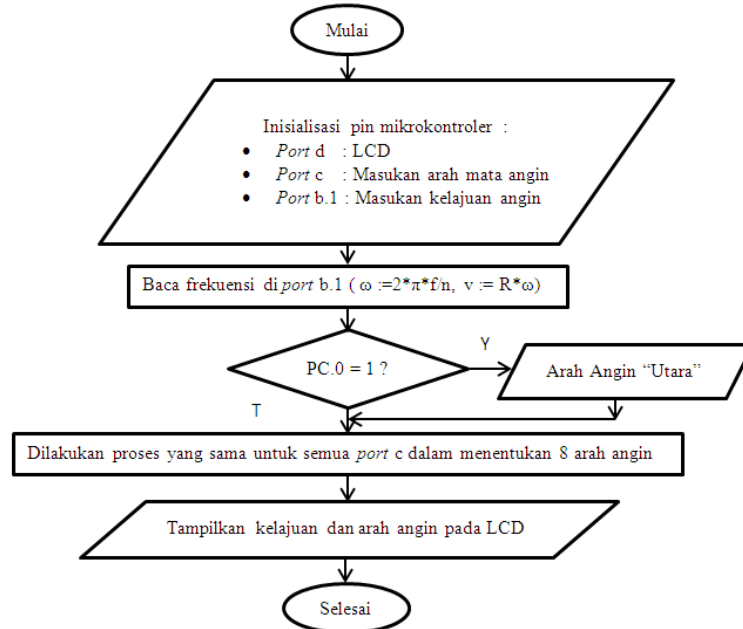 Mulai
Inisialisasi pin mikrokontroler :
• Port d : LCD
• Port c : Masukan arah mata angin
• Port b.1 : Masukan kelajuan angin
Baca frekuensi di port b.1 ( ω :=2*π*f/n, v := R*ω)
PC.0 = 1 ?
Y
Arah Angin “Utara”
T
Dilakukan proses yang sama untuk semua port c dalam menentukan 8 arah angin
Tampilkan kelajuan dan arah angin pada LCD
Selesai